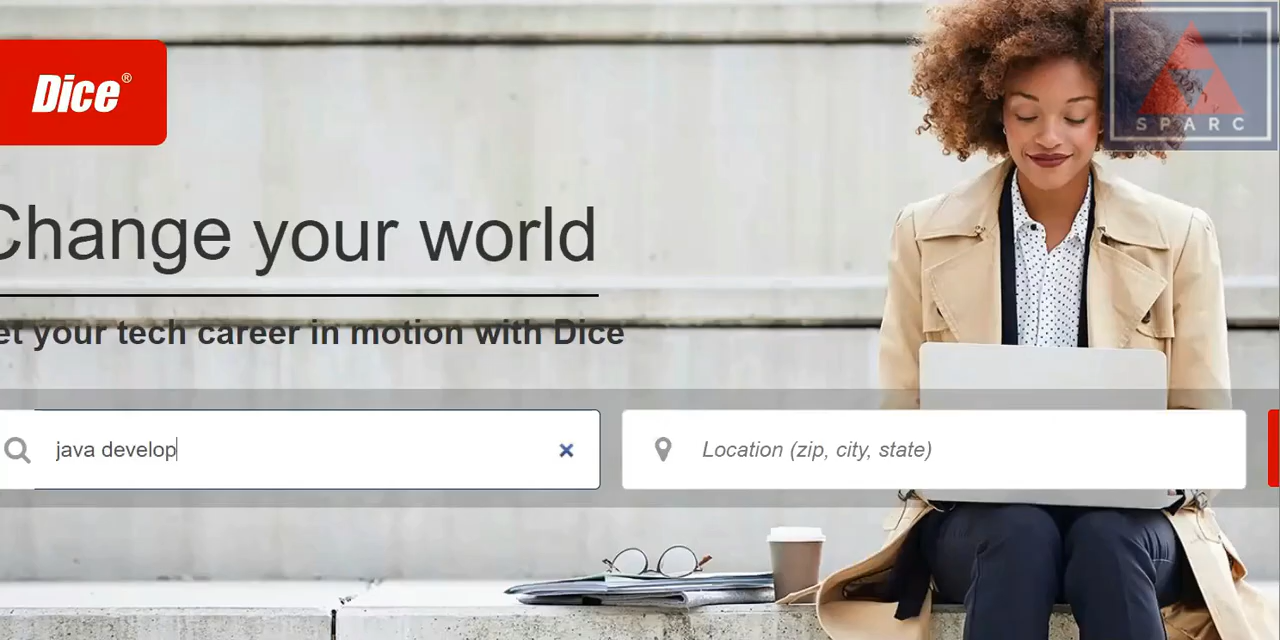 Dice®
SPARC
Change your world
et your tech career in motion with Dice
java develop
Location (zip, city, state)